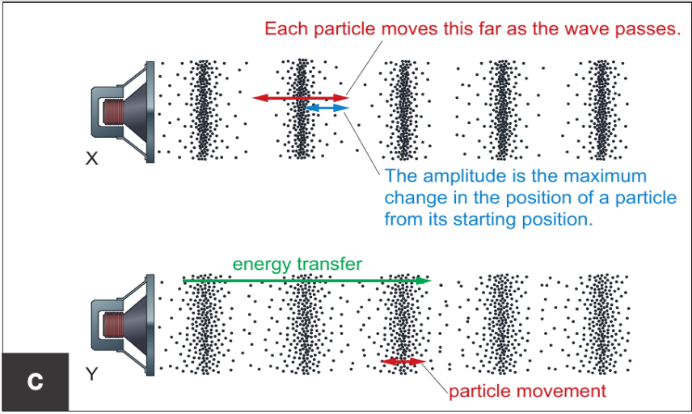 Each particle moves this far as the wave passes.
X
The amplitude is the maximum
change in the position of a particle
from its starting position.
energy transfer
C
Y
particle movement